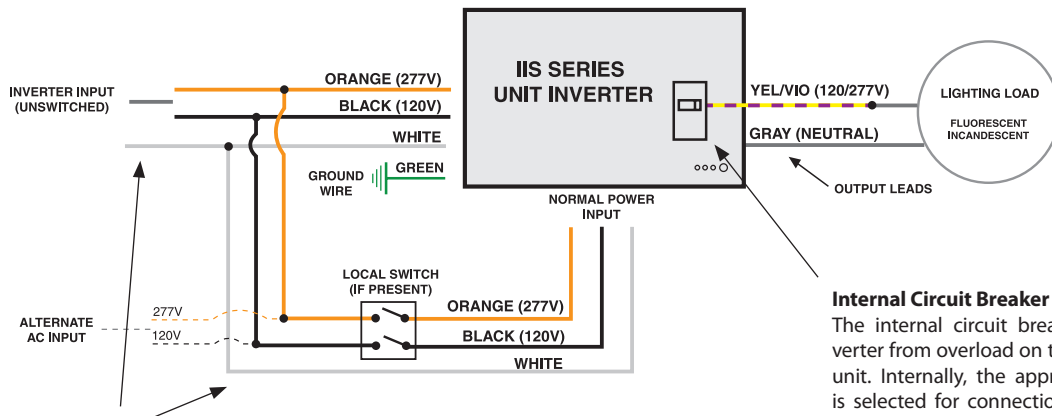 IIS SERIES
UNIT INVERTER
INVERTER INPUT
(UNSWITCHED)
ORANGE (277V)
BLACK (120V)
WHITE
GROUND
WIRE
GREEN
YEL/VIO (120/277V)
GRAY (NEUTRAL)
LIGHTING LOAD
FLUORESCENT
INCANDESCENT
OUTPUT LEADS
NORMAL POWER
INPUT
LOCAL SWITCH
(IF PRESENT)
ORANGE (277V)
BLACK (120V)
WHITE
ALTERNATE
AC INPUT
277V
120V
Internal Circuit Breaker
The internal circuit brea
verter from overload on t
unit. Internally, the appr
is selected for connectio